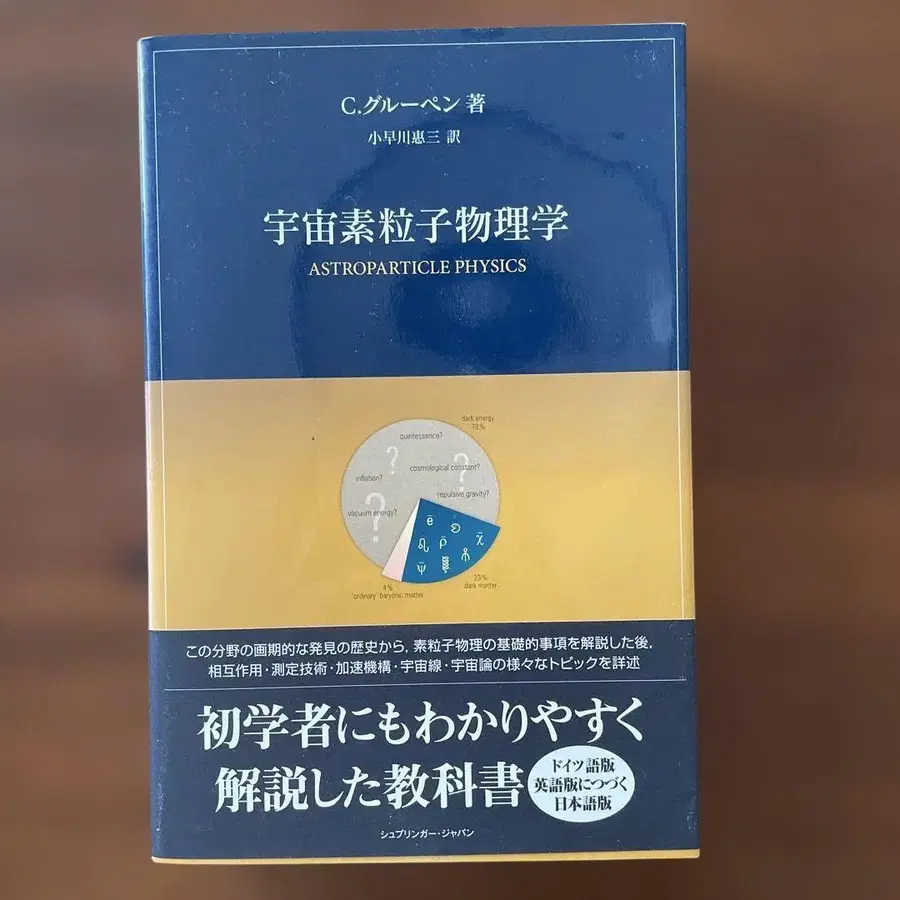 C.グルーペン 著
小早川惠三 訳
宇宙素粒子物理学
ASTROPARTICLE PHYSICS
dark energy
73%
quintessence?
?
cosmological constant?
?
inflation?
repulsive gravity?
?
vacuum energy?
4%
'ordinary' baryonic matter
23%
dark matter
この分野の画期的な発見の歴史から,素粒子物理の基礎的事項を解説した後,
相互作用・測定技術・加速機構・宇宙線・宇宙論の様々なトピックを詳述
初学者にもわかりやすく
解説した教科書
ドイツ語版
英語版につづく
日本語版
シュプリンガー・ジャパン